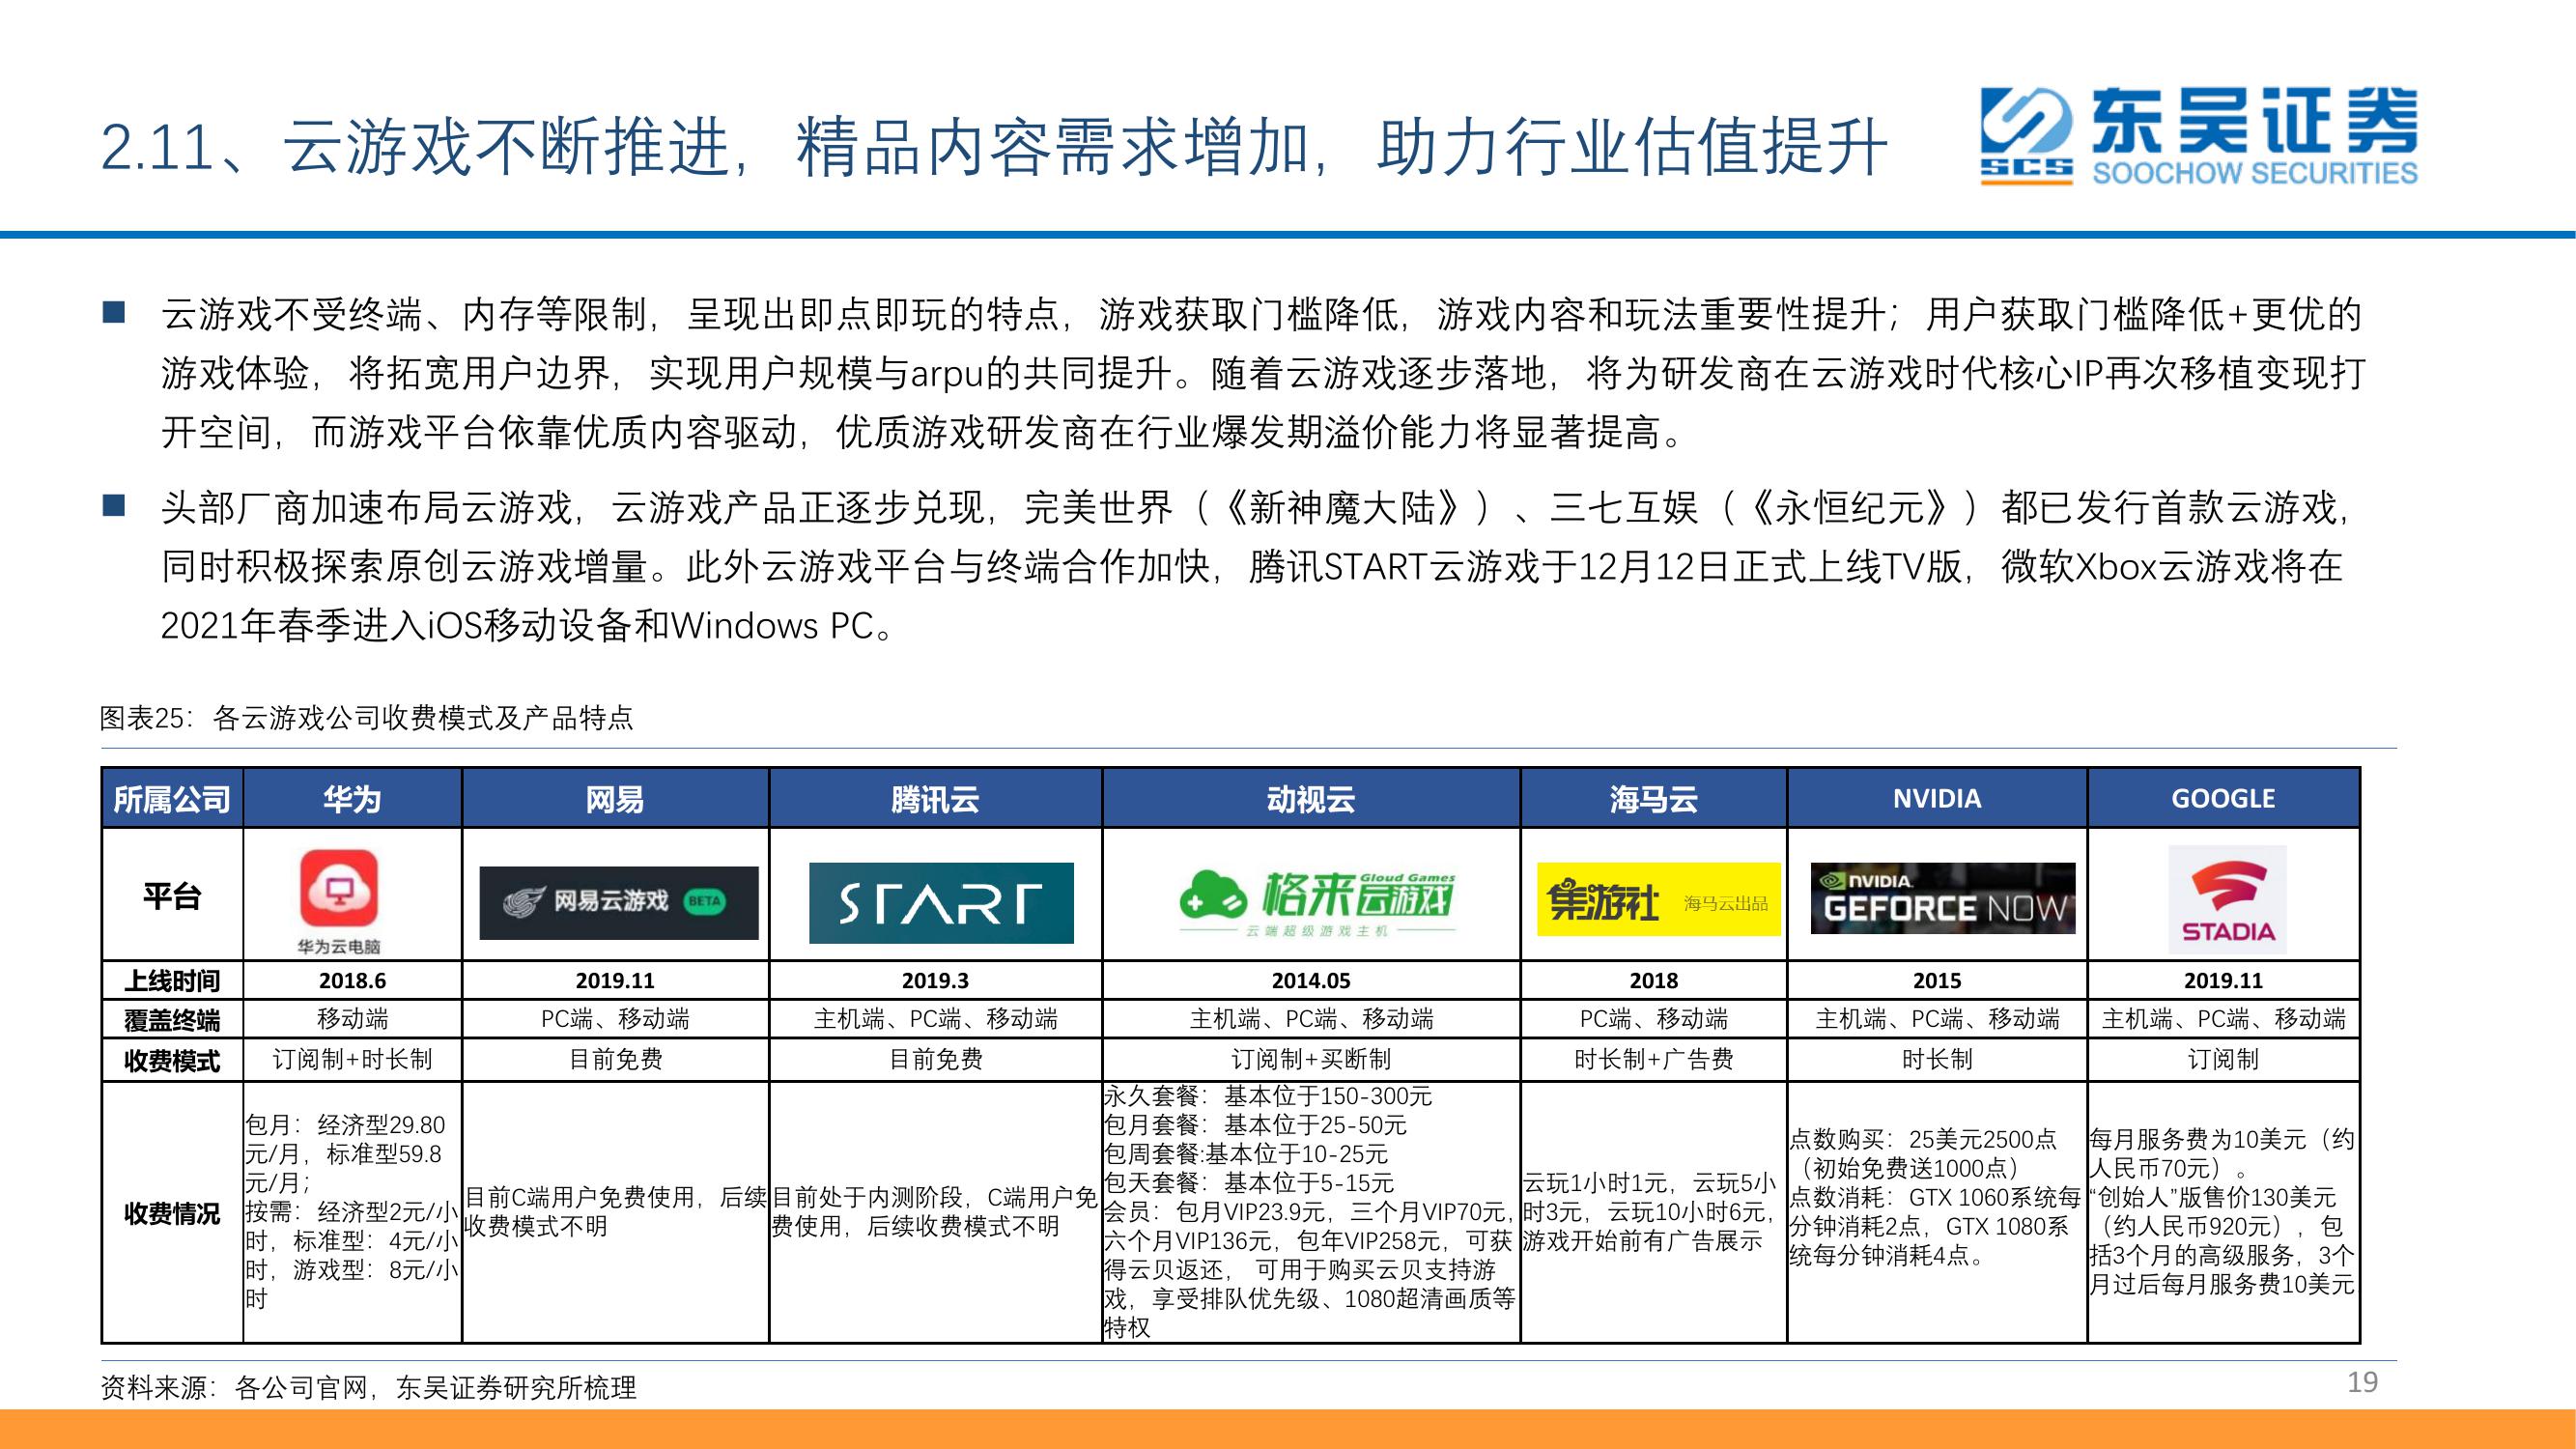 2.11、云游戏不断推进，精品内容需求增加，助力行业估值提升
东吴证券
SCS
SOOCHOW SECURITIES
云游戏不受终端、内存等限制，呈现出即点即玩的特点，游戏获取门槛降低，游戏内容和玩法重要性提升；用户获取门槛降低+更优的
游戏体验，将拓宽用户边界，实现用户规模与arpu的共同提升。随着云游戏逐步落地，将为研发商在云游戏时代核心IP再次移植变现打
开空间，而游戏平台依靠优质内容驱动，优质游戏研发商在行业爆发期溢价能力将显著提高。
头部厂商加速布局云游戏，云游戏产品正逐步兑现，完美世界（《新神魔大陆》）、三七互娱（《永恒纪元》）都已发行首款云游戏，
同时积极探索原创云游戏增量。此外云游戏平台与终端合作加快，腾讯START云游戏于12月12日正式上线TV版，微软Xbox云游戏将在
2021年春季进入iOS移动设备和Windows PC。
图表25：各云游戏公司收费模式及产品特点
所属公司 华为 网易 腾讯云 动视云 海马云 NVIDIA GOOGLE
平台
华为云电脑
网易云游戏 BETA
START
格来云游戏 Gloud Games
云端超级游戏主机
集游社 海马云出品
NVIDIA.
GEFORCE NOW
STADIA
上线时间 2018.6 2019.11 2019.3 2014.05 2018 2015 2019.11
覆盖终端 移动端 PC端、移动端 主机端、PC端、移动端 主机端、PC端、移动端 PC端、移动端 主机端、PC端、移动端 主机端、PC端、移动端
收费模式 订阅制+时长制 目前免费 目前免费 订阅制+买断制 时长制+广告费 时长制 订阅制
收费情况
包月：经济型29.80
元/月，标准型59.8
元/月；
按需：经济型2元/小
时，标准型：4元/小
时，游戏型：8元/小
时
目前C端用户免费使用，后续
收费模式不明
目前处于内测阶段，C端用户免
费使用，后续收费模式不明
永久套餐：基本位于150-300元
包月套餐：基本位于25-50元
包周套餐:基本位于10-25元
包天套餐：基本位于5-15元
会员：包月VIP23.9元，三个月VIP70元，
六个月VIP136元，包年VIP258元，可获
得云贝返还， 可用于购买云贝支持游
戏，享受排队优先级、1080超清画质等
特权
云玩1小时1元，云玩5小
时3元，云玩10小时6元，
游戏开始前有广告展示
点数购买：25美元2500点
（初始免费送1000点）
点数消耗：GTX 1060系统每
分钟消耗2点，GTX 1080系
统每分钟消耗4点。
每月服务费为10美元（约
人民币70元）。
“创始人”版售价130美元
（约人民币920元），包
括3个月的高级服务，3个
月过后每月服务费10美元
资料来源：各公司官网，东吴证券研究所梳理
19